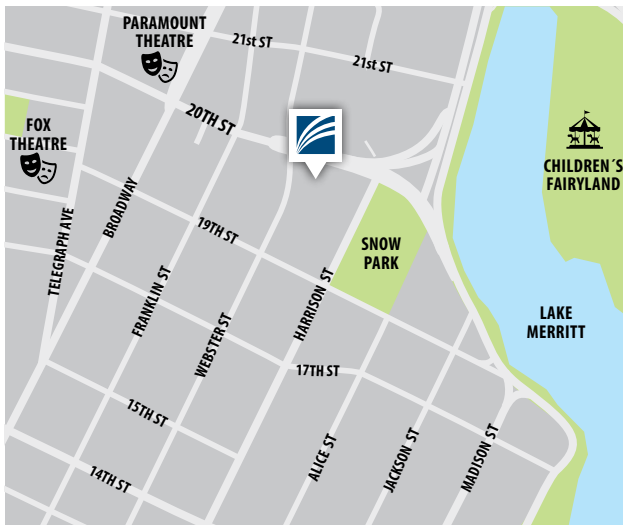 PARAMOUNT
THEATRE
21st ST
21st ST
20TH ST
FOX
THEATRE
CHILDREN´S
FAIRYLAND
TELEGRAPH AVE
BROADWAY
19TH ST
SNOW
PARK
FRANKLIN ST
WEBSTER ST
HARRISON ST
LAKE
MERRITT
17TH ST
15TH ST
14TH ST
ALICE ST
JACKSON ST
MADISON ST